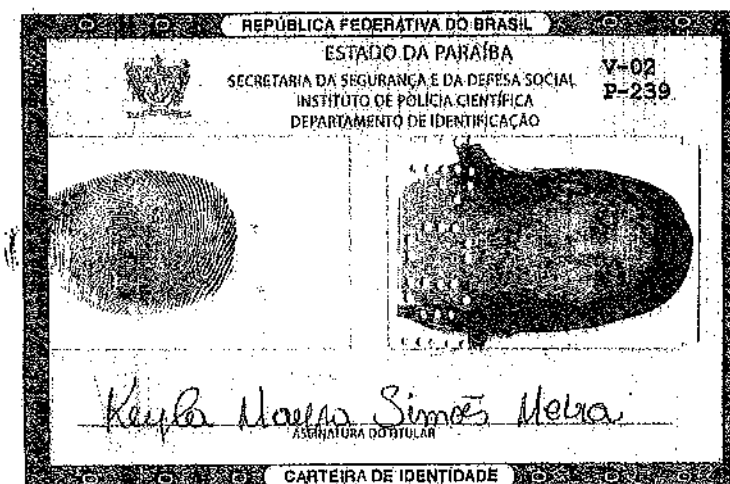 REPÚBLICA FEDERATIVA DO BRASIL
ESTADO DA PARAÍBA
SECRETARIA DA SEGURANÇA E DA DEFESA SOCIAL
INSTITUTO DE POLÍCIA CIENTÍFICA
DEPARTAMENTO DE IDENTIFICAÇÃO
V-02
P-239
Keyla Simões Meira
ASSINATURA DO TITULAR
CARTEIRA DE IDENTIDADE